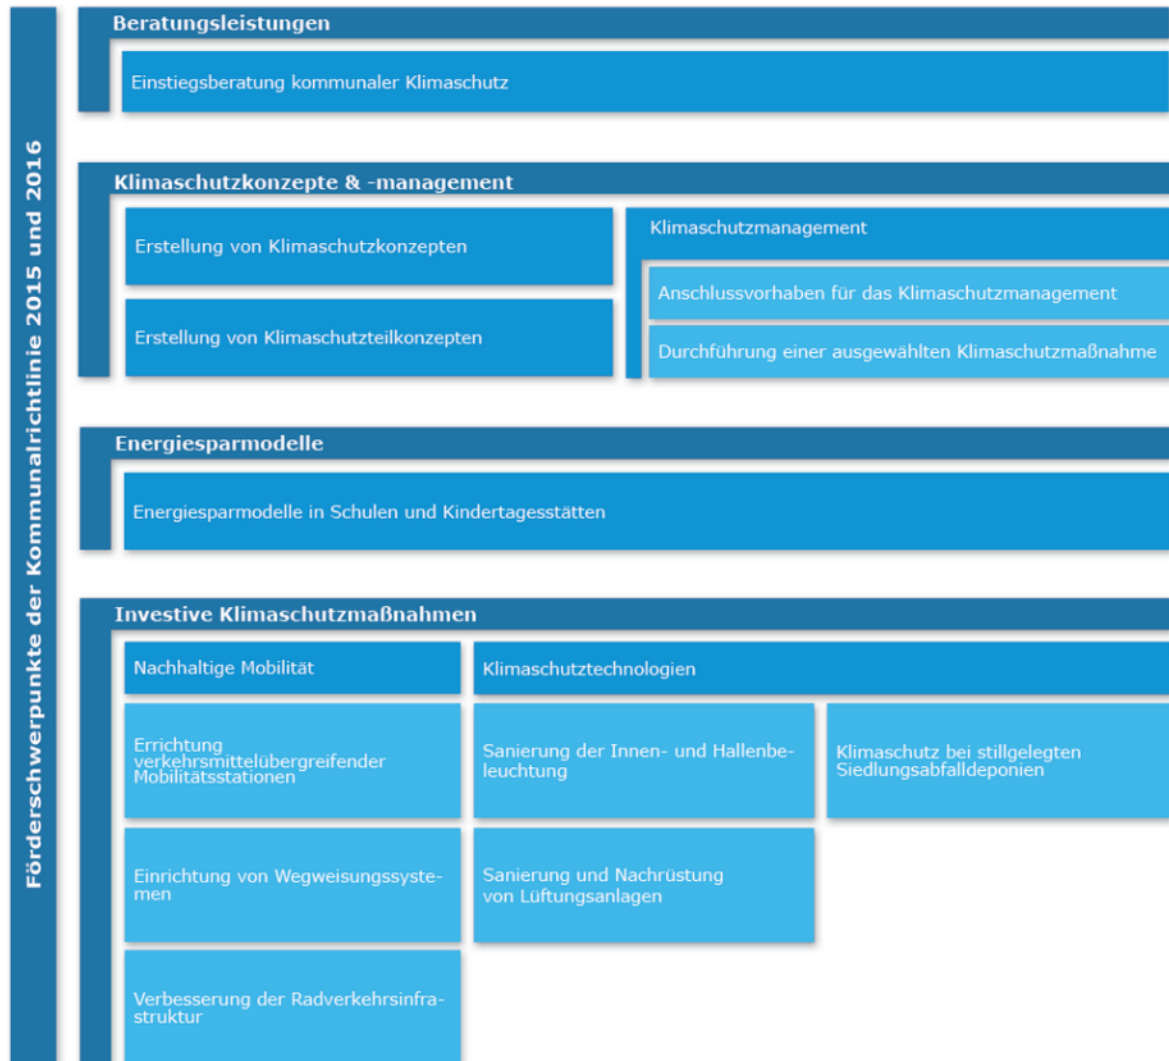 Förderschwerpunkte der Kommunalrichtlinie 2015 und 2016
Beratungsleistungen
Einstiegsberatung kommunaler Klimaschutz
Klimaschutzkonzepte & -management
Erstellung von Klimaschutzkonzepten
Erstellung von Klimaschutzteilkonzepten
Klimaschutzmanagement
Anschlussvorhaben für das Klimaschutzmanagement
Durchführung einer ausgewählten Klimaschutzmaßnahme
Energiesparmodelle
Energiesparmodelle in Schulen und Kindertagesstätten
Investive Klimaschutzmaßnahmen
Nachhaltige Mobilität
Errichtung
verkehrsmittelübergreifender
Mobilitätsstationen
Einrichtung von Wegweisungssyste-
men
Verbesserung der Radverkehrsinfra-
struktur
Klimaschutztechnologien
Sanierung der Innen- und Hallenbe-
leuchtung
Sanierung und Nachrüstung
von Lüftungsanlagen
Klimaschutz bei stillgelegten
Siedlungsabfalldeponien